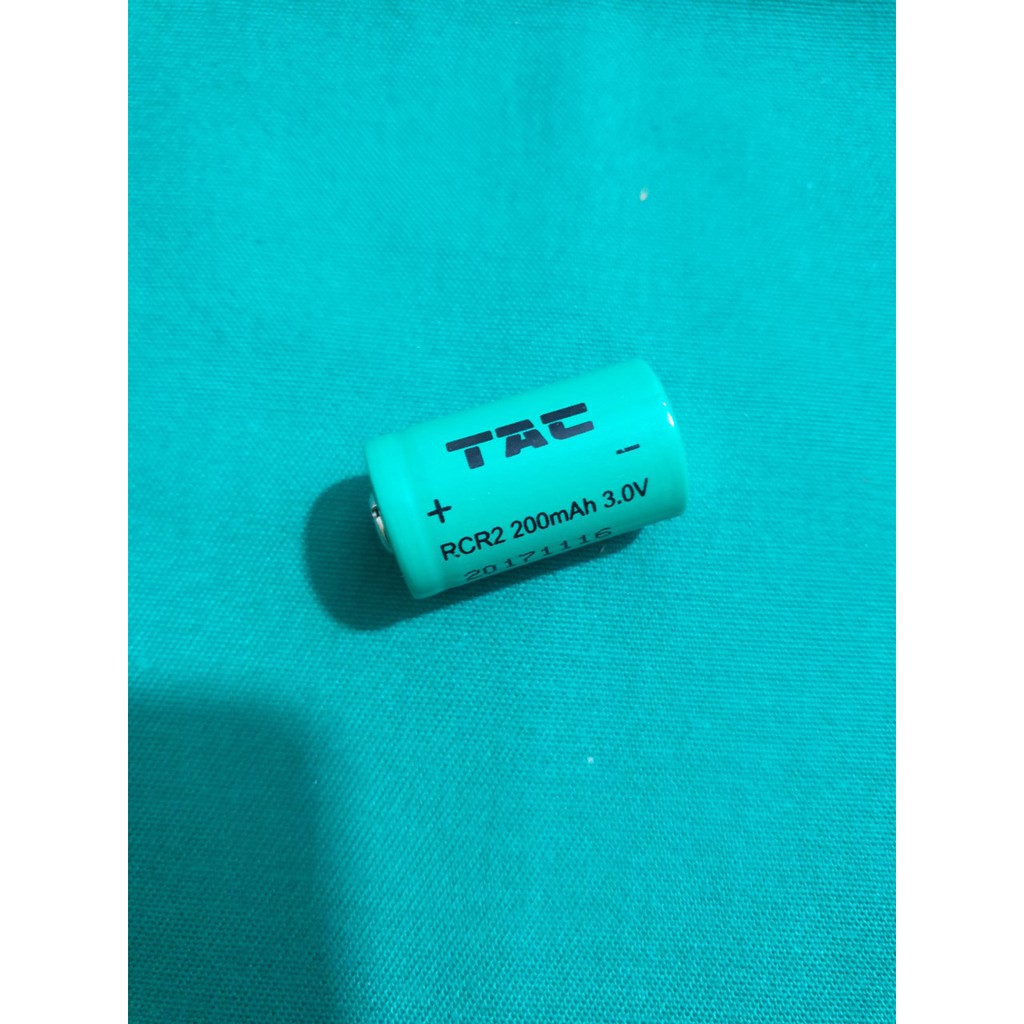 TAC
+ -
RCR2 200mAh 3.0V
20171116